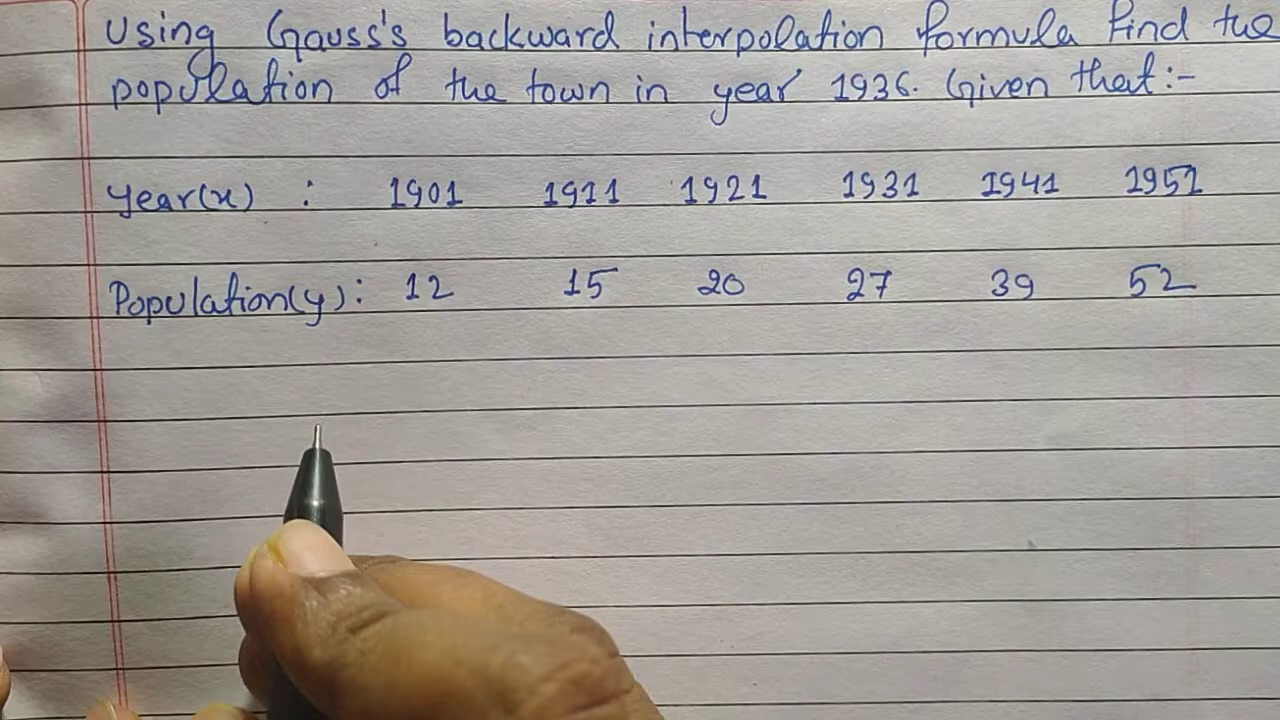 Using Gauss's backward interpolation formula find the
population of the town in year 1936. Given that:-
Year(x) : 1901 1911 1921 1931 1941 1951
Population(y): 12 15 20 27 39 52